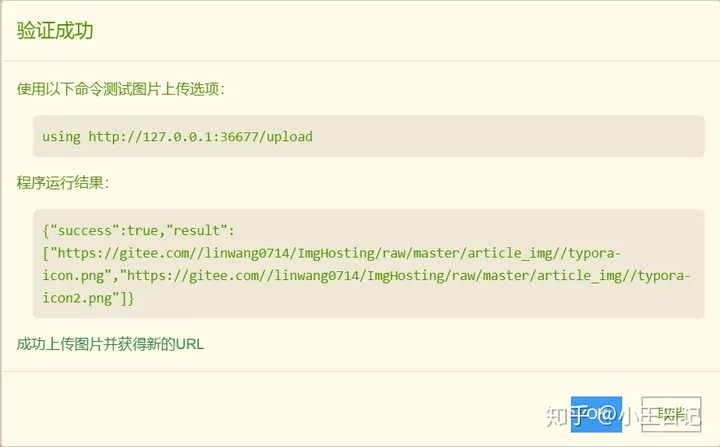 验证成功
使用以下命令测试图片上传选项：
using http://127.0.0.1:36677/upload
程序运行结果：
{"success":true,"result":
["https://gitee.com//linwang0714/ImgHosting/raw/master/article_img//typora-
icon.png","https://gitee.com//linwang0714/ImgHosting/raw/master/article_img//typora-
icon2.png"]}
成功上传图片并获得新的URL
取消
知乎 @小王日记